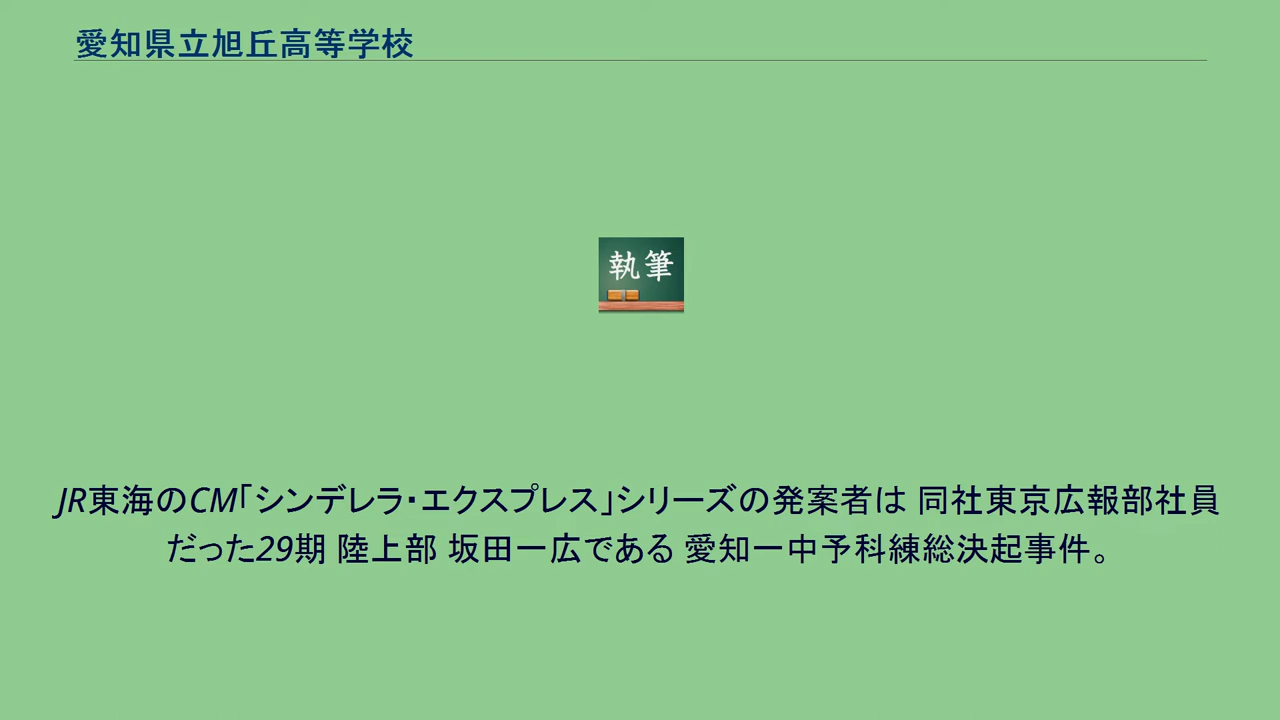 愛知県立旭丘高等学校
執筆
JR東海のCM「シンデレラ・エクスプレス」シリーズの発案者は 同社東京広報部社員
だった29期 陸上部 坂田一広である 愛知一中予科練総決起事件。